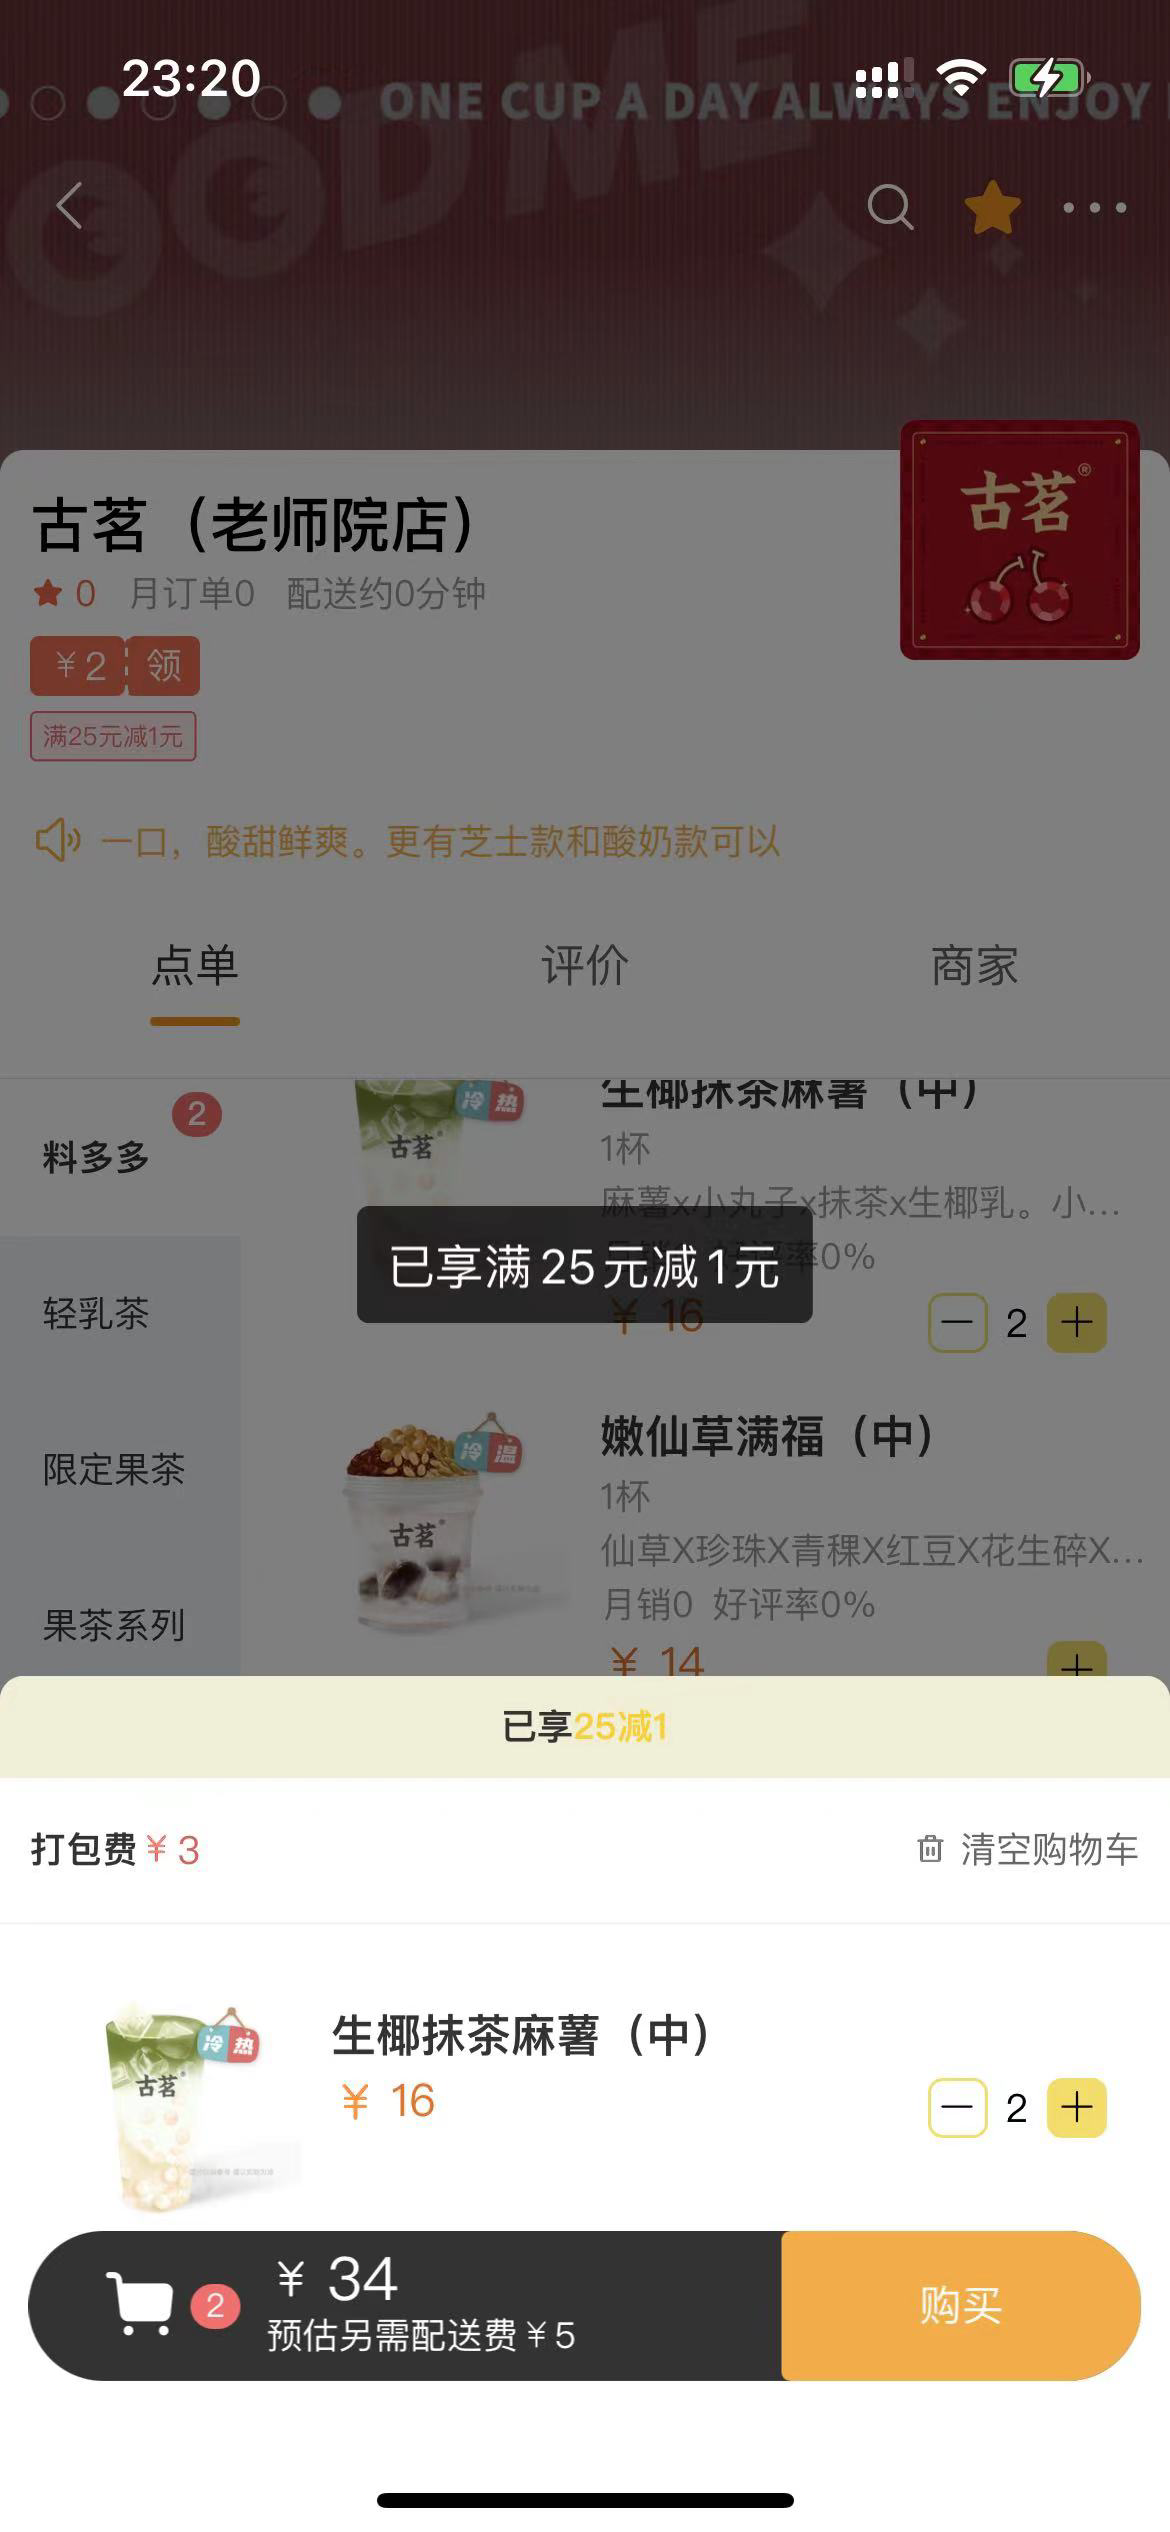 23:20
ONE CUP A DAY ALWAYS ENJOY
GOOD ME
古茗®
古茗（老师院店）
0 月订单0 配送约0分钟
￥2 领
满25元减1元
一口，酸甜鲜爽。更有芝士款和酸奶款可以
点单
评价
商家
料多多
2
轻乳茶
限定果茶
果茶系列
冷 热
古茗
生椰抹茶麻薯（中）
1杯
麻薯x小丸子x抹茶x生椰乳。小...
率0%
￥ 16
2
已享满25元减1元
冷 温
古茗
嫩仙草满福（中）
1杯
仙草X珍珠X青稞X红豆X花生碎X...
月销0 好评率0%
￥ 14
已享25减1
打包费￥3
清空购物车
冷 热
古茗
生椰抹茶麻薯（中）
￥ 16
2
2
￥ 34
预估另需配送费￥5
购买